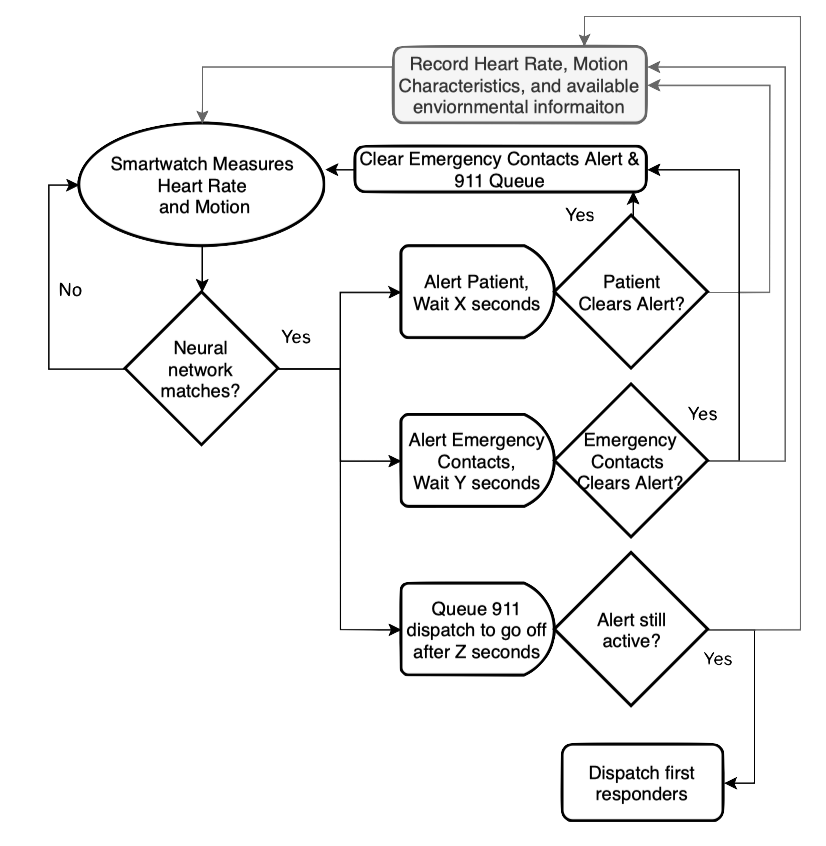 Record Heart Rate, Motion
Characteristics, and available
enviornmental informaiton
Smartwatch Measures
Heart Rate
and Motion
Clear Emergency Contacts Alert &
911 Queue
Yes
Alert Patient,
Wait X seconds
Patient
Clears Alert?
No
Yes
Neural
network
matches?
Yes
Alert Emergency
Contacts,
Wait Y seconds
Emergency
Contacts
Clears Alert?
Queue 911
dispatch to go off
after Z seconds
Alert still
active?
Yes
Dispatch first
responders